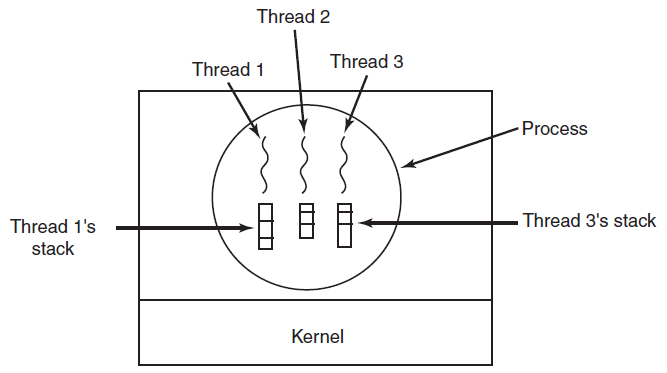 Thread 2
Thread 1
Thread 3
Process
Thread 1's
stack
Thread 3's stack
Kernel